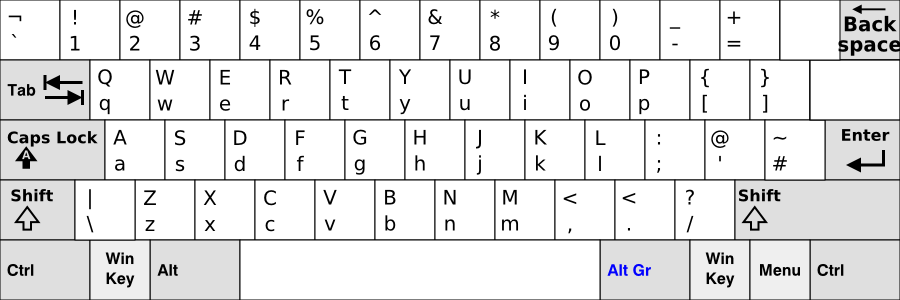 ¬ ! @ # $ % ^ & * ( ) _ + Back
` 1 2 3 4 5 6 7 8 9 0 - = space
Tab Q W E R T Y U I O P { }
q w e r t y u i o p [ ]
Caps Lock A S D F G H J K L : @ ~ Enter
A a s d f g h j k l ; ' #
Shift | Z X C V B N M < < ? Shift
\ z x c v b n m , . /
Ctrl Win Key Alt Alt Gr Win Key Menu Ctrl